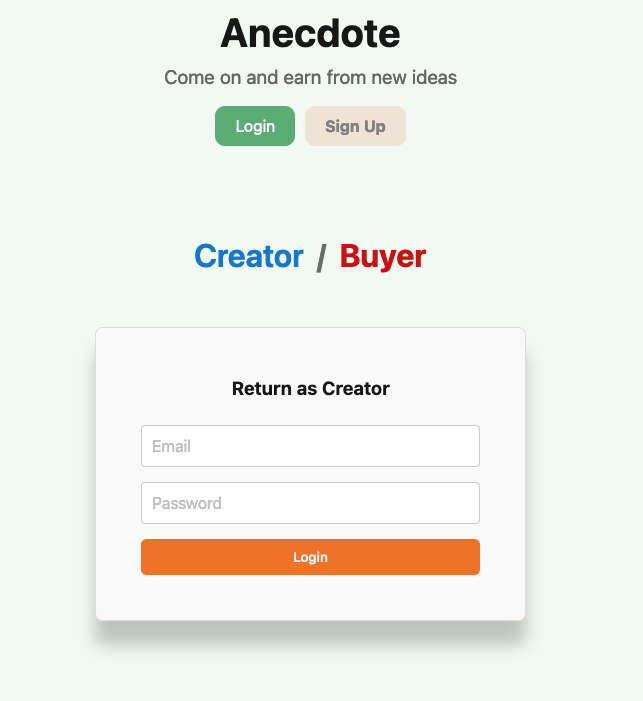 Anecdote
Come on and earn from new ideas
Login Sign Up
Creator / Buyer
Return as Creator
Email
Password
Login